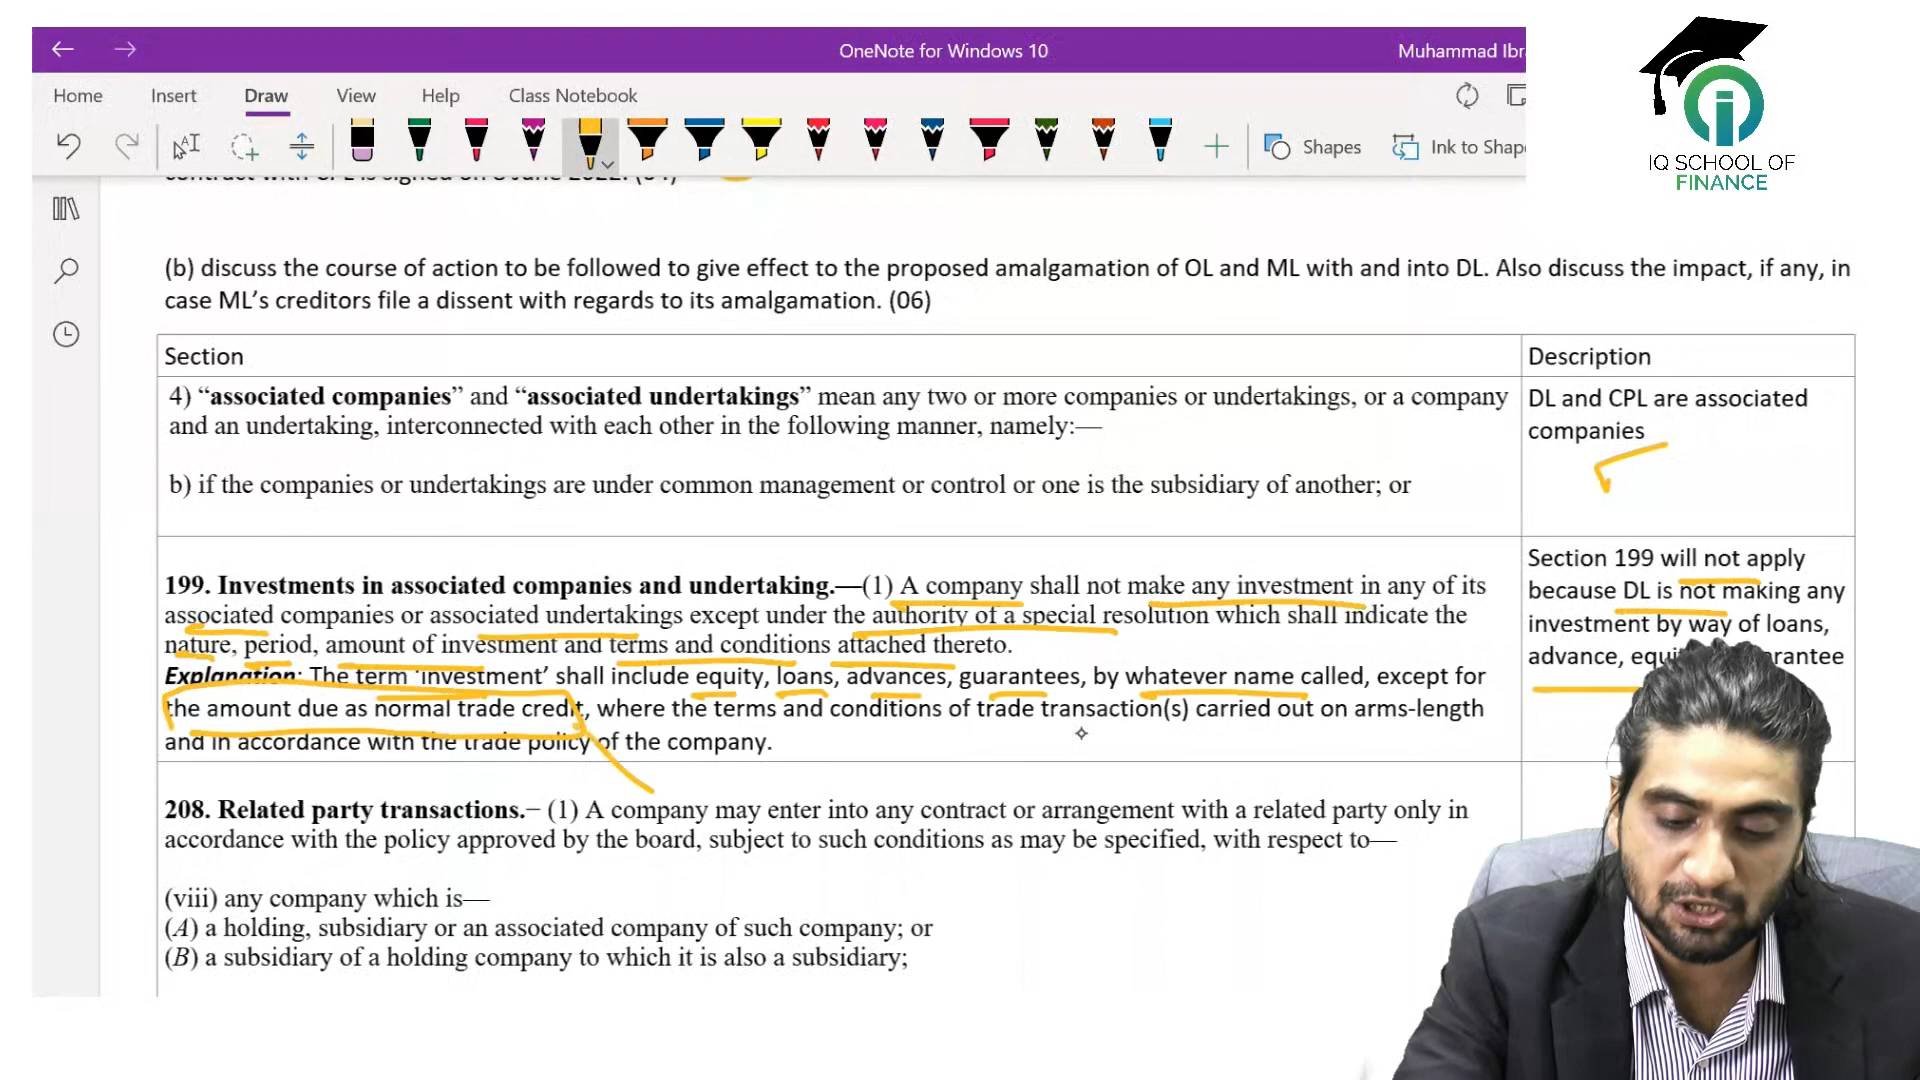 OneNote for Windows 10
Muhammad Ibr
Home Insert Draw View Help Class Notebook
Shapes
Ink to Shap
IQ SCHOOL OF
FINANCE
(b) discuss the course of action to be followed to give effect to the proposed amalgamation of OL and ML with and into DL. Also discuss the impact, if any, in
case ML’s creditors file a dissent with regards to its amalgamation. (06)
Section
Description
4) “associated companies” and “associated undertakings” mean any two or more companies or undertakings, or a company
and an undertaking, interconnected with each other in the following manner, namely:—
b) if the companies or undertakings are under common management or control or one is the subsidiary of another; or
DL and CPL are associated
companies
199. Investments in associated companies and undertaking.—(1) A company shall not make any investment in any of its
associated companies or associated undertakings except under the authority of a special resolution which shall indicate the
nature, period, amount of investment and terms and conditions attached thereto.
Explanation: The term ‘investment’ shall include equity, loans, advances, guarantees, by whatever name called, except for
the amount due as normal trade credit, where the terms and conditions of trade transaction(s) carried out on arms-length
and in accordance with the trade policy of the company.
Section 199 will not apply
because DL is not making any
investment by way of loans,
advance,
208. Related party transactions.– (1) A company may enter into any contract or arrangement with a related party only in
accordance with the policy approved by the board, subject to such conditions as may be specified, with respect to—
(viii) any company which is—
(A) a holding, subsidiary or an associated company of such company; or
(B) a subsidiary of a holding company to which it is also a subsidiary;